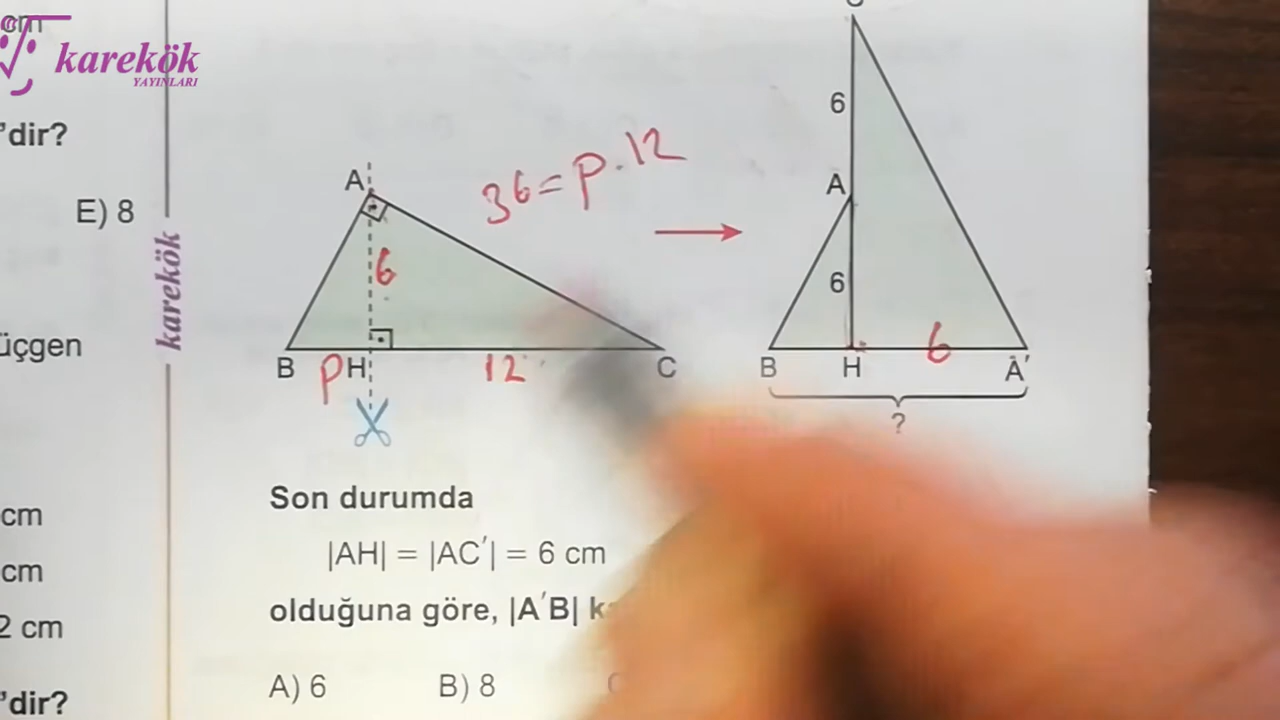 cm
karekök
YAYINLARI
'dir?
E) 8
karekök
üçgen
cm
cm
2 cm
'dir?
A
36=p.12
6
B
p
H
12
C
6
A
6
6
B
H
A'
?
Son durumda
|AH| = |AC'| = 6 cm
olduğuna göre, |A'B|
A) 6
B) 8